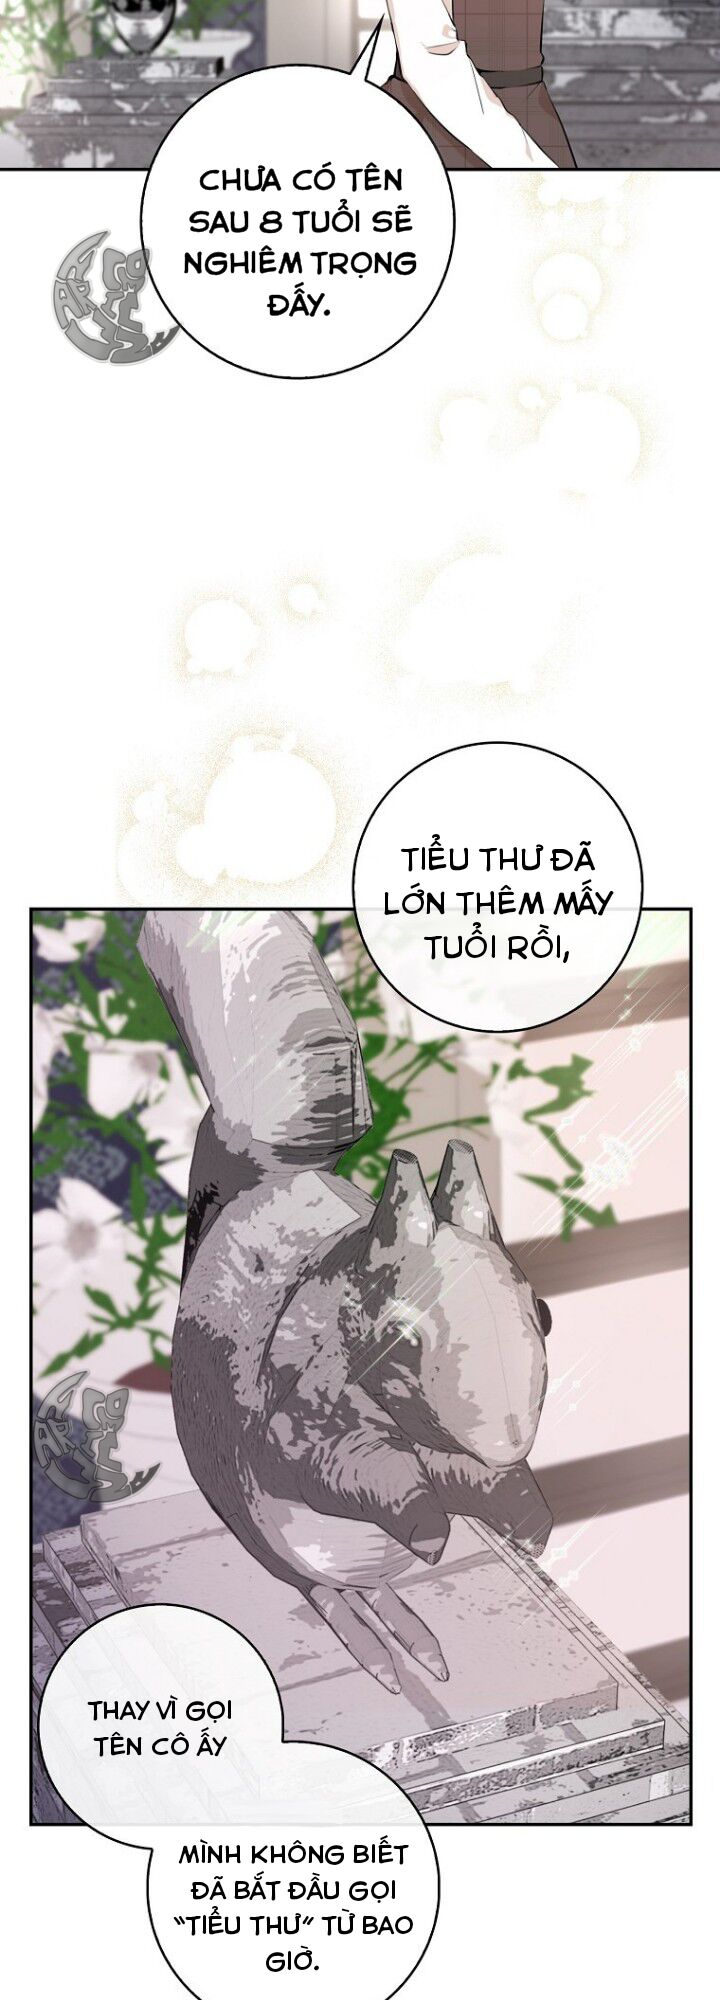 CHƯA CÓ TÊN
SAU 8 TUỔI SẼ
NGHIÊM TRỌNG
ĐẤY.
TIỂU THƯ ĐÃ
LỚN THÊM MẤY
TUỔI RỒI,
THAY VÌ GỌI
TÊN CÔ ẤY
MÌNH KHÔNG BIẾT
ĐÃ BẮT ĐẦU GỌI
“TIỂU THƯ” TỪ BAO
GIỜ.